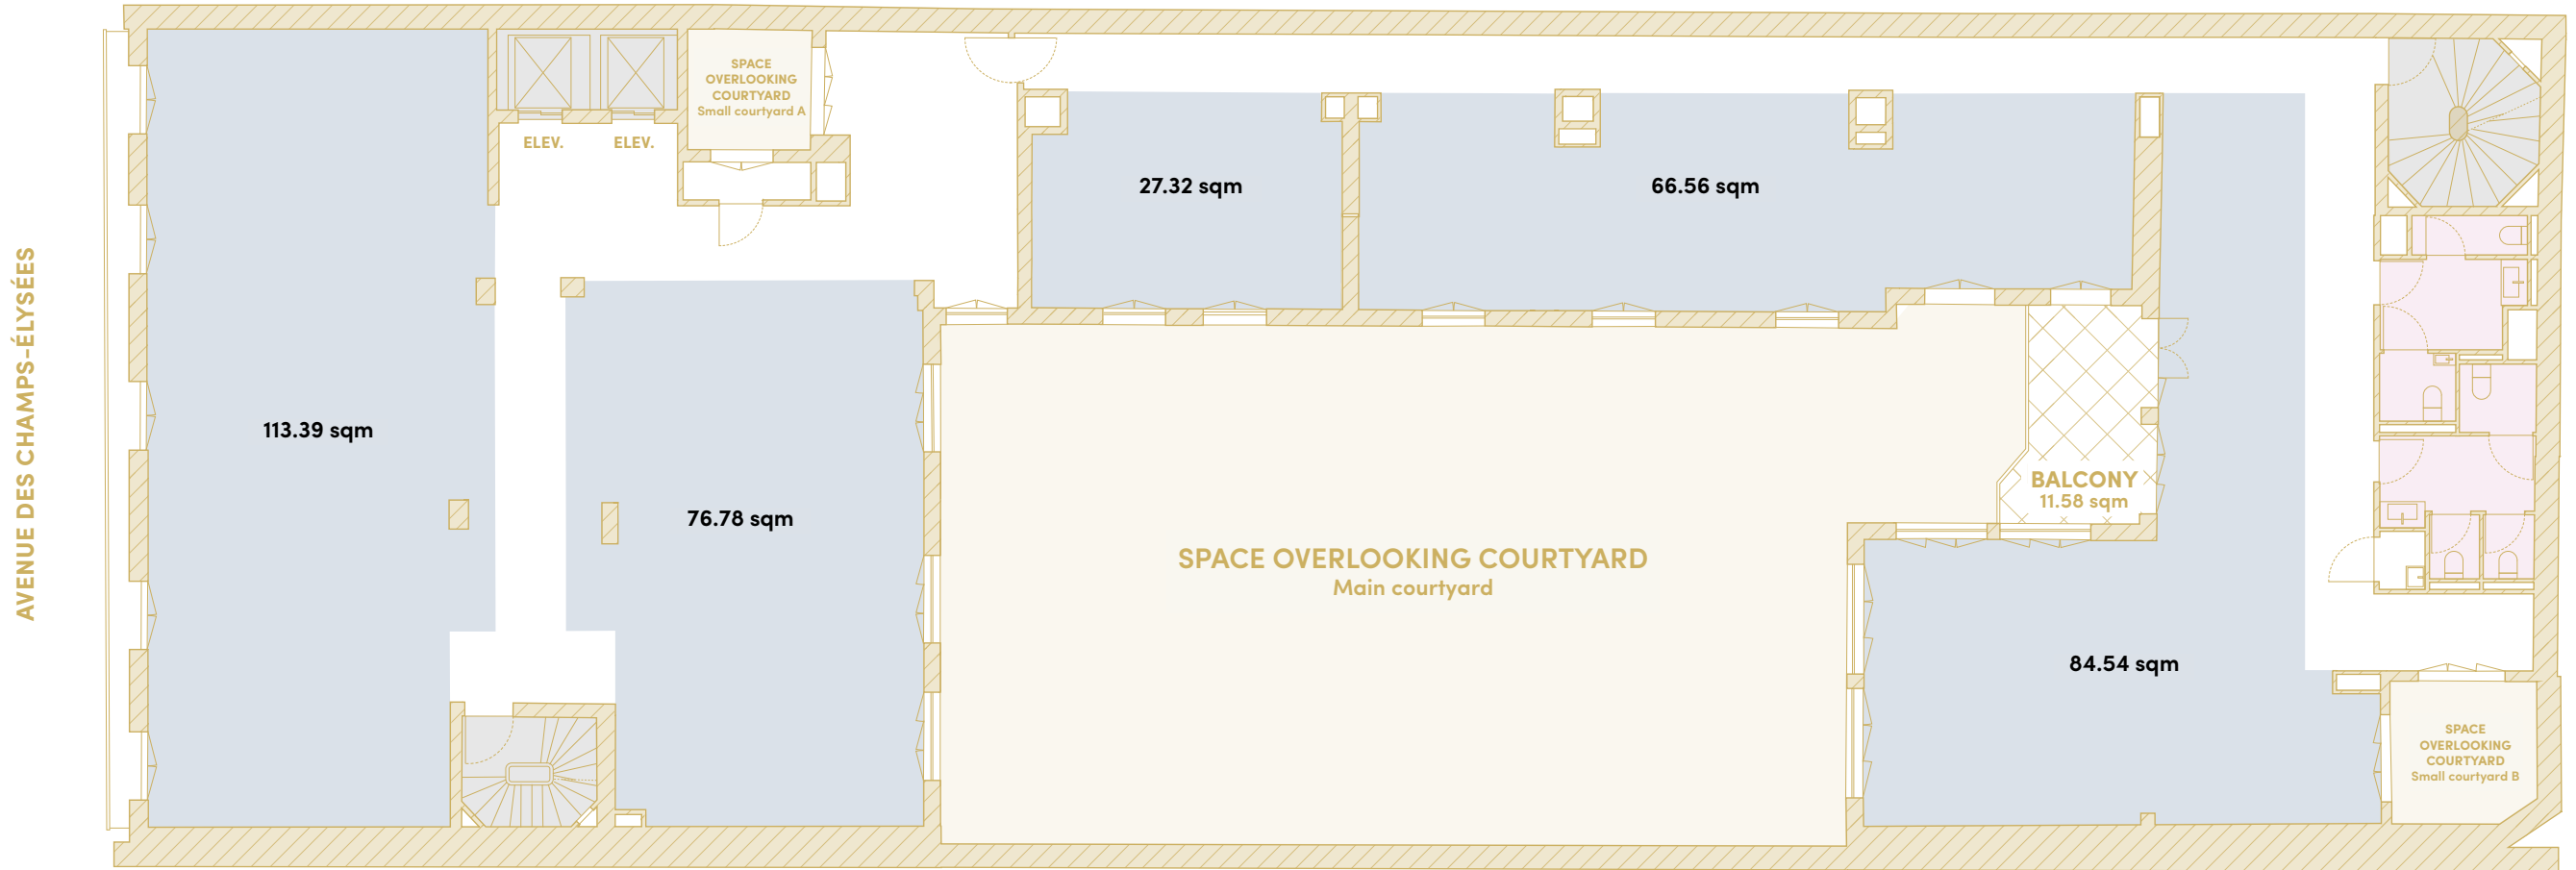 AVENUE DES CHAMPS-ÉLYSÉES
113.39 sqm
ELEV.
ELEV.
SPACE
OVERLOOKING
COURTYARD
Small courtyard A
76.78 sqm
27.32 sqm
66.56 sqm
SPACE OVERLOOKING COURTYARD
Main courtyard
BALCONY
11.58 sqm
84.54 sqm
SPACE
OVERLOOKING
COURTYARD
Small courtyard B